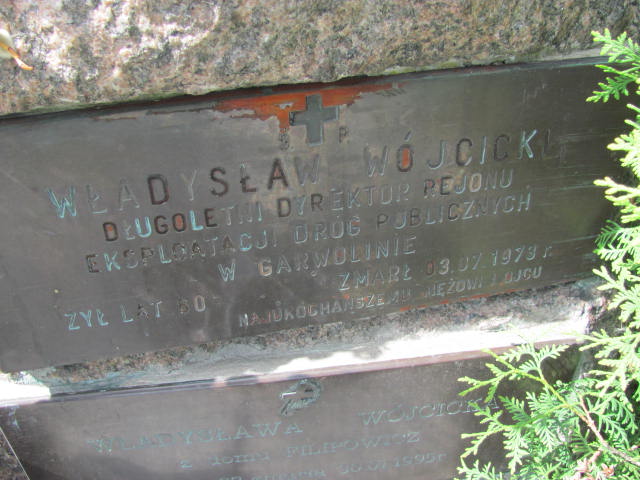 Ś P
WŁADYSŁAW WÓJCICKI
DŁUGOLETNI DYREKTOR REJONU
EKSPLOATACJI DRÓG PUBLICZNYCH
W GARWOLINIE
ŻYŁ LAT 60 ZMARŁ 03.07.1979 r
NAJUKOCHAŃSZEMU MĘŻOWI I OJCU
WŁADYSŁAWA WÓJCICKA
z domu FILIPOWICZ